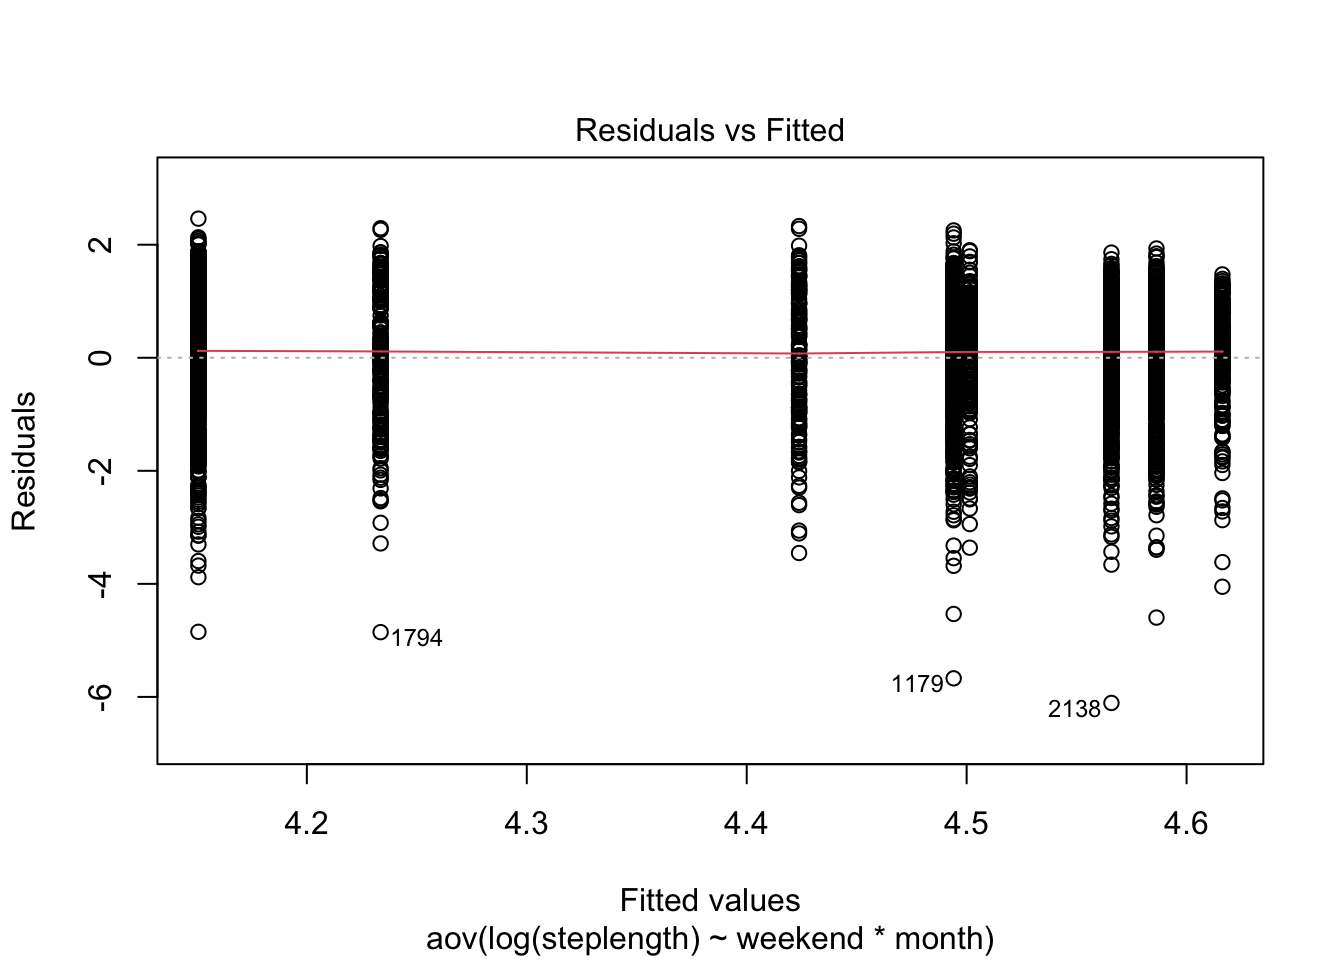 Residuals vs Fitted
Residuals
2
0
-2
-4
-6
1794
1179
2138
4.2 4.3 4.4 4.5 4.6
Fitted values
aov(log(steplength) ~ weekend * month)